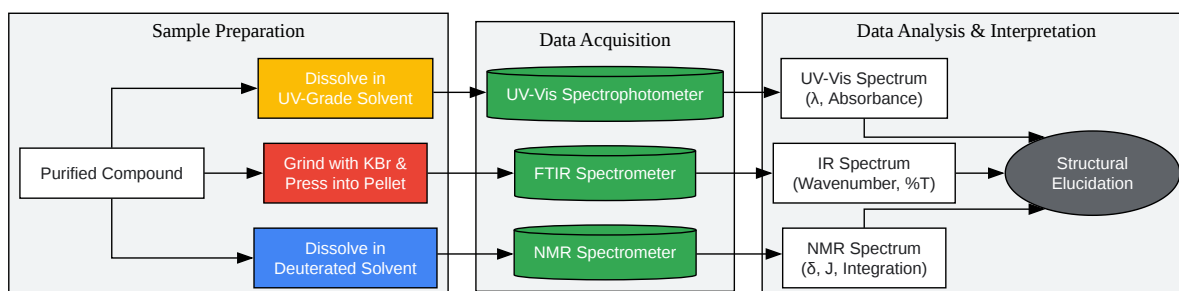 Sample Preparation
Data Acquisition
Data Analysis & Interpretation
Dissolve in
UV-Grade Solvent
UV-Vis Spectrophotometer
UV-Vis Spectrum
(λ, Absorbance)
Purified Compound
Grind with KBr &
Press into Pellet
FTIR Spectrometer
IR Spectrum
(Wavenumber, %T)
Structural
Elucidation
Dissolve in
Deuterated Solvent
NMR Spectrometer
NMR Spectrum
(δ, J, Integration)